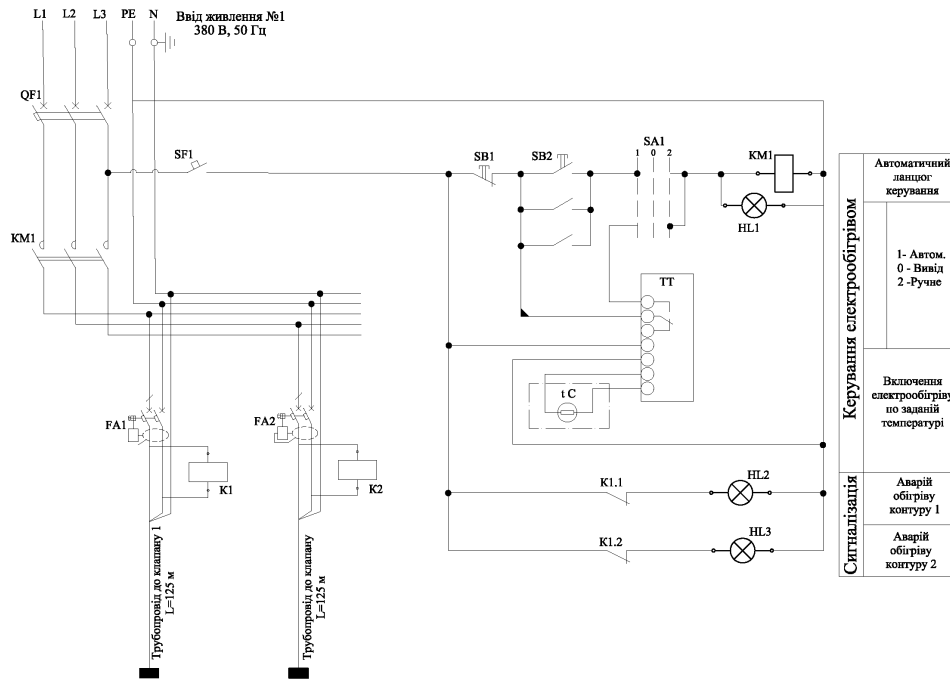 L1 L2 L3 PE N
Ввід живлення №1
380 В, 50 Гц
QF1
SF1
SB1
SB2
SA1
1 0 2
KM1
HL1
KM1
TT
t C
FA1
FA2
K1
K2
K1.1
HL2
K1.2
HL3
Трубопровід до клапану 1
L=125 м
Трубопровід до клапану
L=125 м
Керування електрообігрівом
Автоматичний
ланцюг
керування
1- Автом.
0 - Вивід
2 -Ручне
Включення
електрообігріву
по заданій
температурі
Сигналізація
Аварій
обігріву
контуру 1
Аварій
обігріву
контуру 2